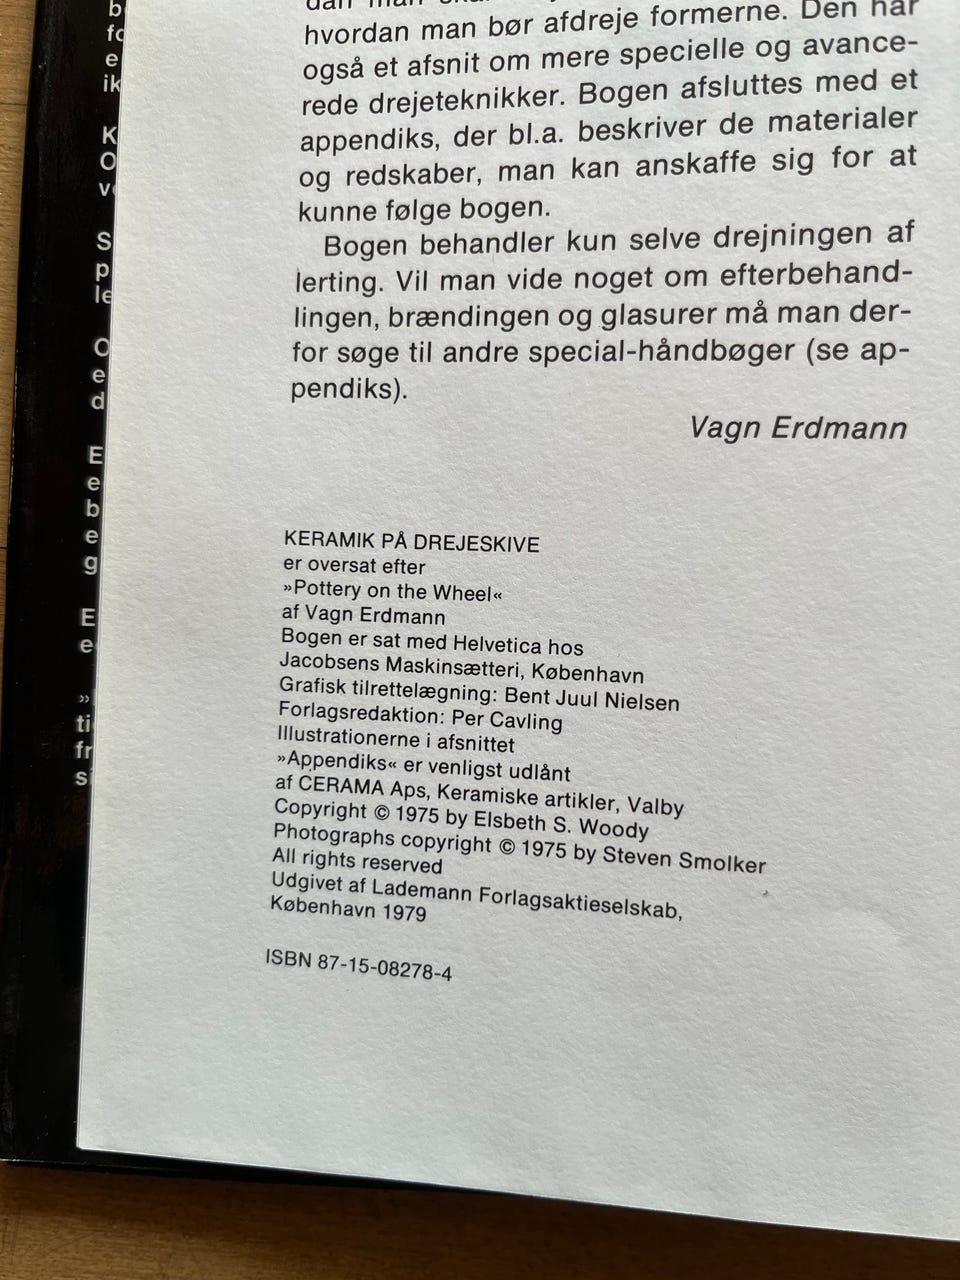 hvordan man bør afdreje formerne. Den har
også et afsnit om mere specielle og avance-
rede drejeteknikker. Bogen afsluttes med et
appendiks, der bl.a. beskriver de materialer
og redskaber, man kan anskaffe sig for at
kunne følge bogen.
Bogen behandler kun selve drejningen af
lerting. Vil man vide noget om efterbehand-
lingen, brændingen og glasurer må man der-
for søge til andre special-håndbøger (se ap-
pendiks).
Vagn Erdmann
KERAMIK PÅ DREJESKIVE
er oversat efter
»Pottery on the Wheel«
af Vagn Erdmann
Bogen er sat med Helvetica hos
Jacobsens Maskinsætteri, København
Grafisk tilrettelægning: Bent Juul Nielsen
Forlagsredaktion: Per Cavling
Illustrationerne i afsnittet
»Appendiks« er venligst udlånt
af CERAMA Aps, Keramiske artikler, Valby
Copyright © 1975 by Elsbeth S. Woody
Photographs copyright © 1975 by Steven Smolker
All rights reserved
Udgivet af Lademann Forlagsaktieselskab,
København 1979
ISBN 87-15-08278-4